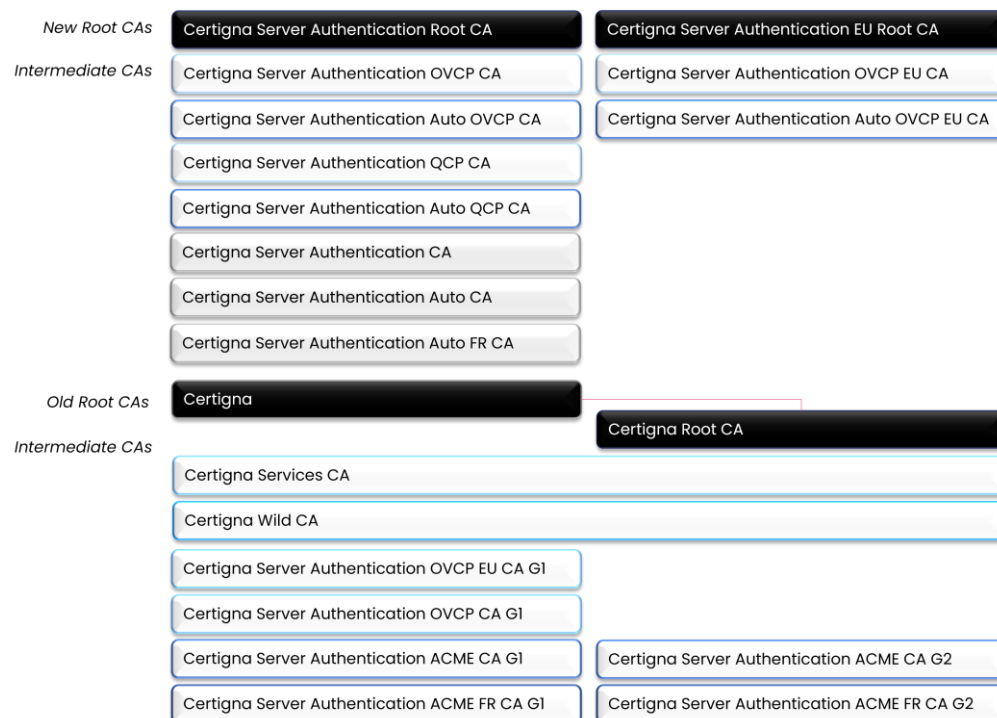 New Root CAs
Certigna Server Authentication Root CA
Certigna Server Authentication EU Root CA
Intermediate CAs
Certigna Server Authentication OVCP CA
Certigna Server Authentication OVCP EU CA
Certigna Server Authentication Auto OVCP CA
Certigna Server Authentication Auto OVCP EU CA
Certigna Server Authentication QCP CA
Certigna Server Authentication Auto QCP CA
Certigna Server Authentication CA
Certigna Server Authentication Auto CA
Certigna Server Authentication Auto FR CA
Old Root CAs
Certigna
Certigna Root CA
Intermediate CAs
Certigna Services CA
Certigna Wild CA
Certigna Server Authentication OVCP EU CA G1
Certigna Server Authentication OVCP CA G1
Certigna Server Authentication ACME CA G1
Certigna Server Authentication ACME CA G2
Certigna Server Authentication ACME FR CA G1
Certigna Server Authentication ACME FR CA G2